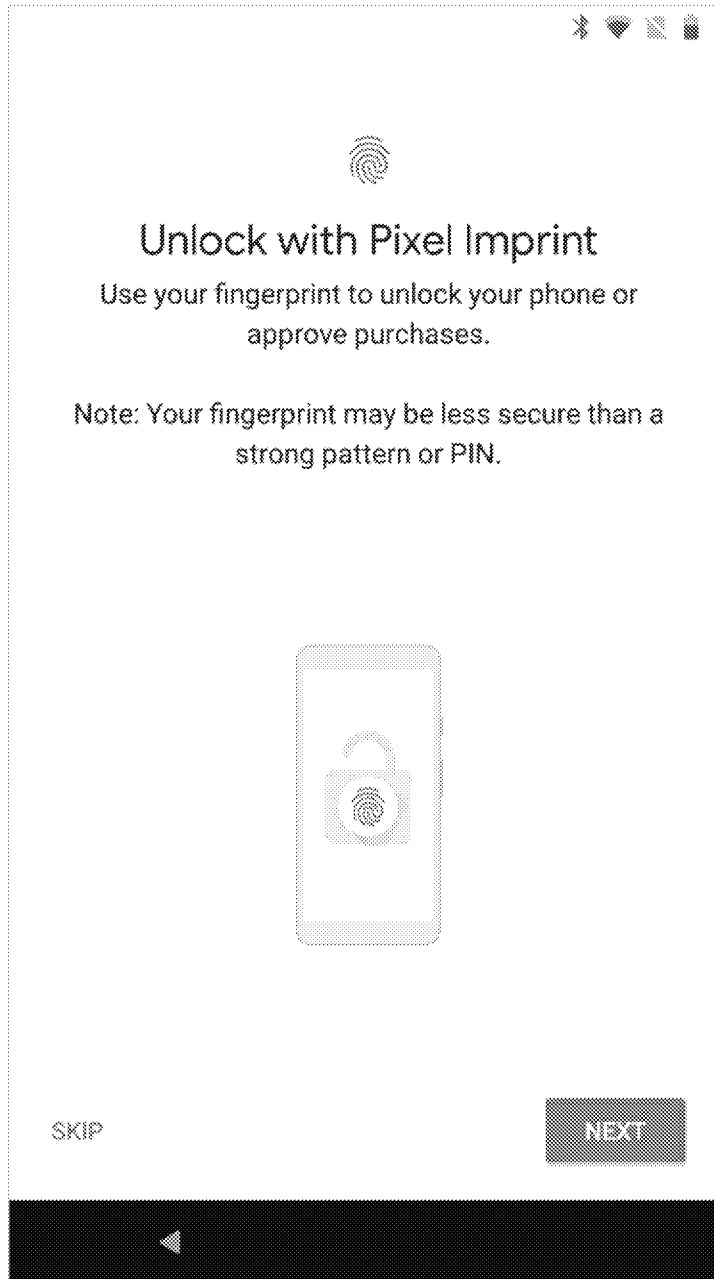 Unlock with Pixel Imprint
Use your fingerprint to unlock your phone or
approve purchases.
Note: Your fingerprint may be less secure than a
strong pattern or PIN.
SKIP
NEXT